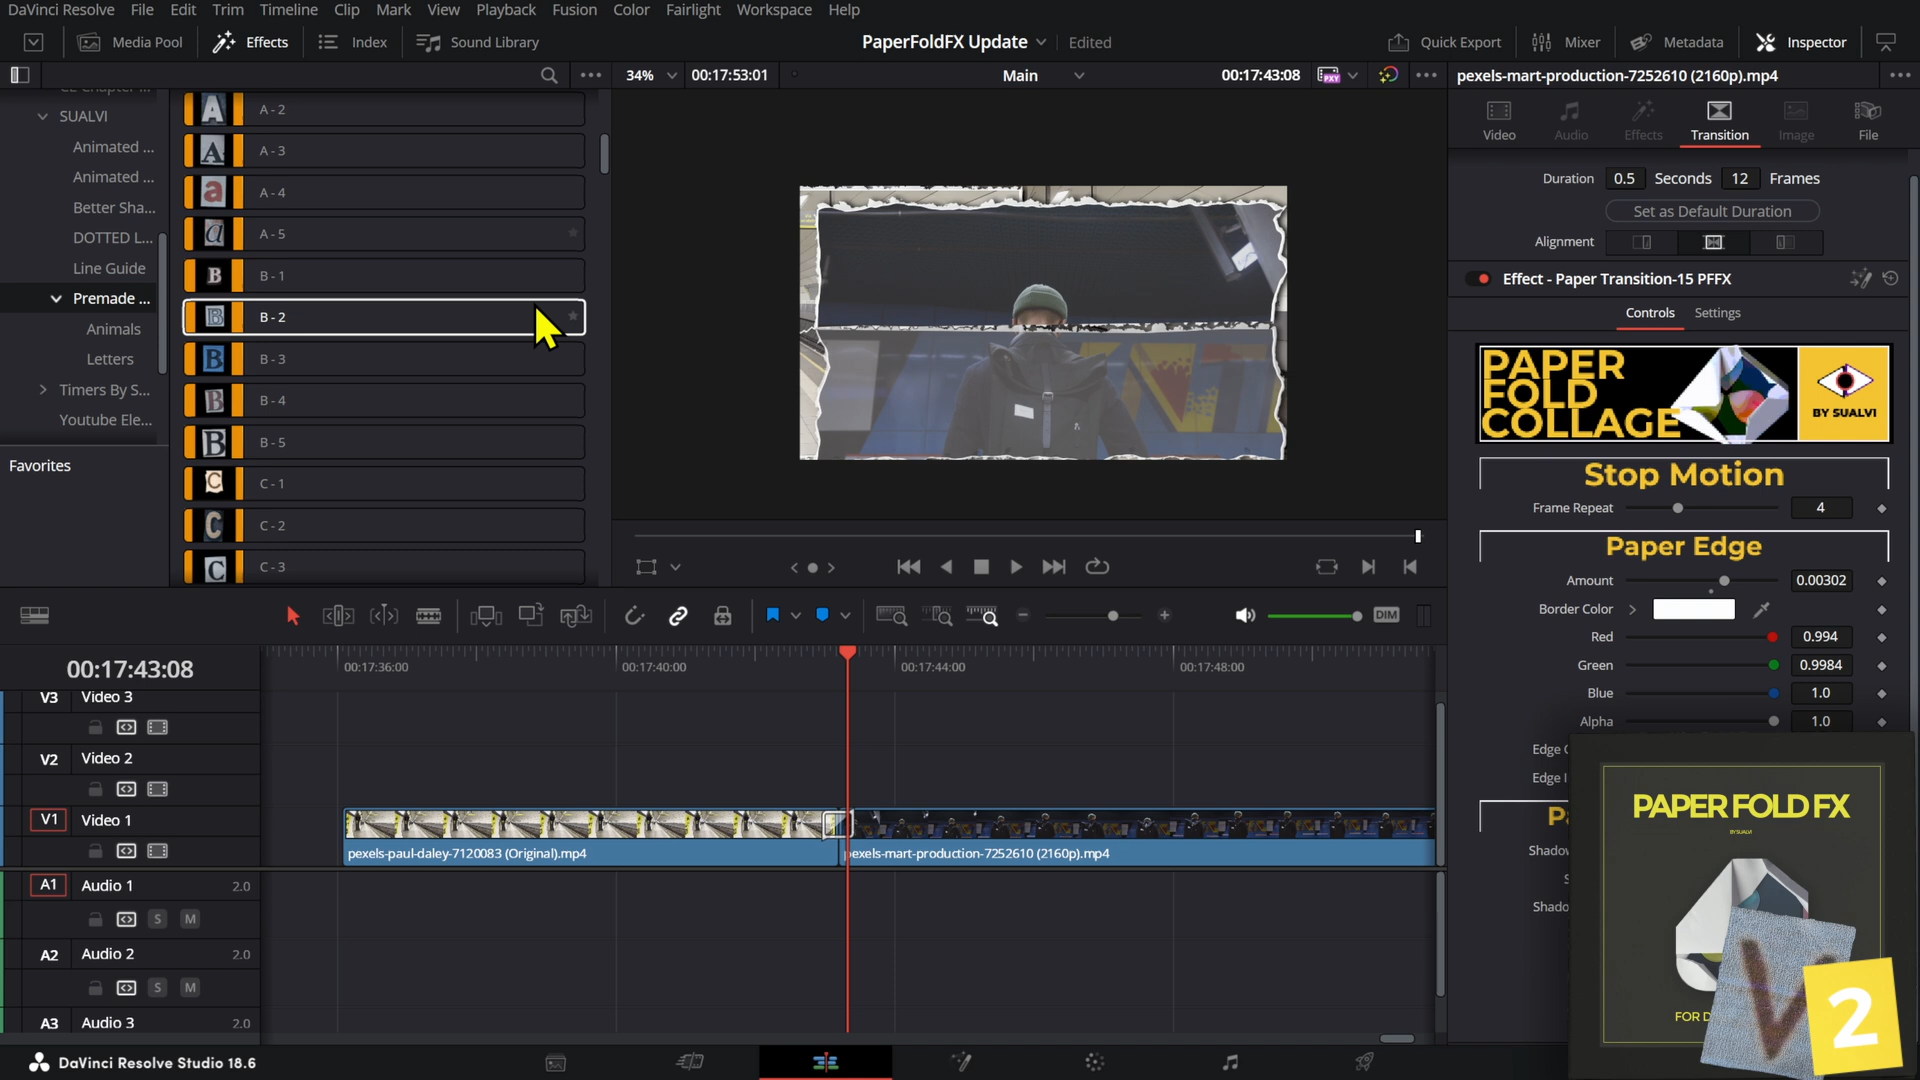 DaVinci Resolve File Edit Trim Timeline Clip Mark View Playback Fusion Color Fairlight Workspace Help
Media Pool Effects Index Sound Library PaperFoldFX Update Edited Quick Export Mixer Metadata Inspector
34% 00:17:53:01 Main 00:17:43:08 PXY pexels-mart-production-7252610 (2160p).mp4
SUALVI
Animated ...
Animated ...
Better Sha...
DOTTED L...
Line Guide
Premade ...
Animals
Letters
Timers By S...
Youtube Ele...
Favorites
A - 2
A - 3
A - 4
A - 5
B - 1
B - 2
B - 3
B - 4
B - 5
C - 1
C - 2
C - 3
Video Audio Effects Transition Image File
Duration 0.5 Seconds 12 Frames
Set as Default Duration
Alignment
Effect - Paper Transition-15 PFFX
Controls Settings
PAPER
FOLD
COLLAGE
BY SUALVI
Stop Motion
Frame Repeat 4
Paper Edge
Amount 0.00302
Border Color
Red 0.994
Green 0.9984
Blue 1.0
Alpha 1.0
DIM
00:17:43:08
00:17:36:00 00:17:40:00 00:17:44:00 00:17:48:00
V3 Video 3
V2 Video 2
V1 Video 1
pexels-paul-daley-7120083 (Original).mp4 pexels-mart-production-7252610 (2160p).mp4
A1 Audio 1 2.0
S M
A2 Audio 2 2.0
S M
A3 Audio 3 2.0
PAPER FOLD FX
BY SUALVI
V
2
DaVinci Resolve Studio 18.6